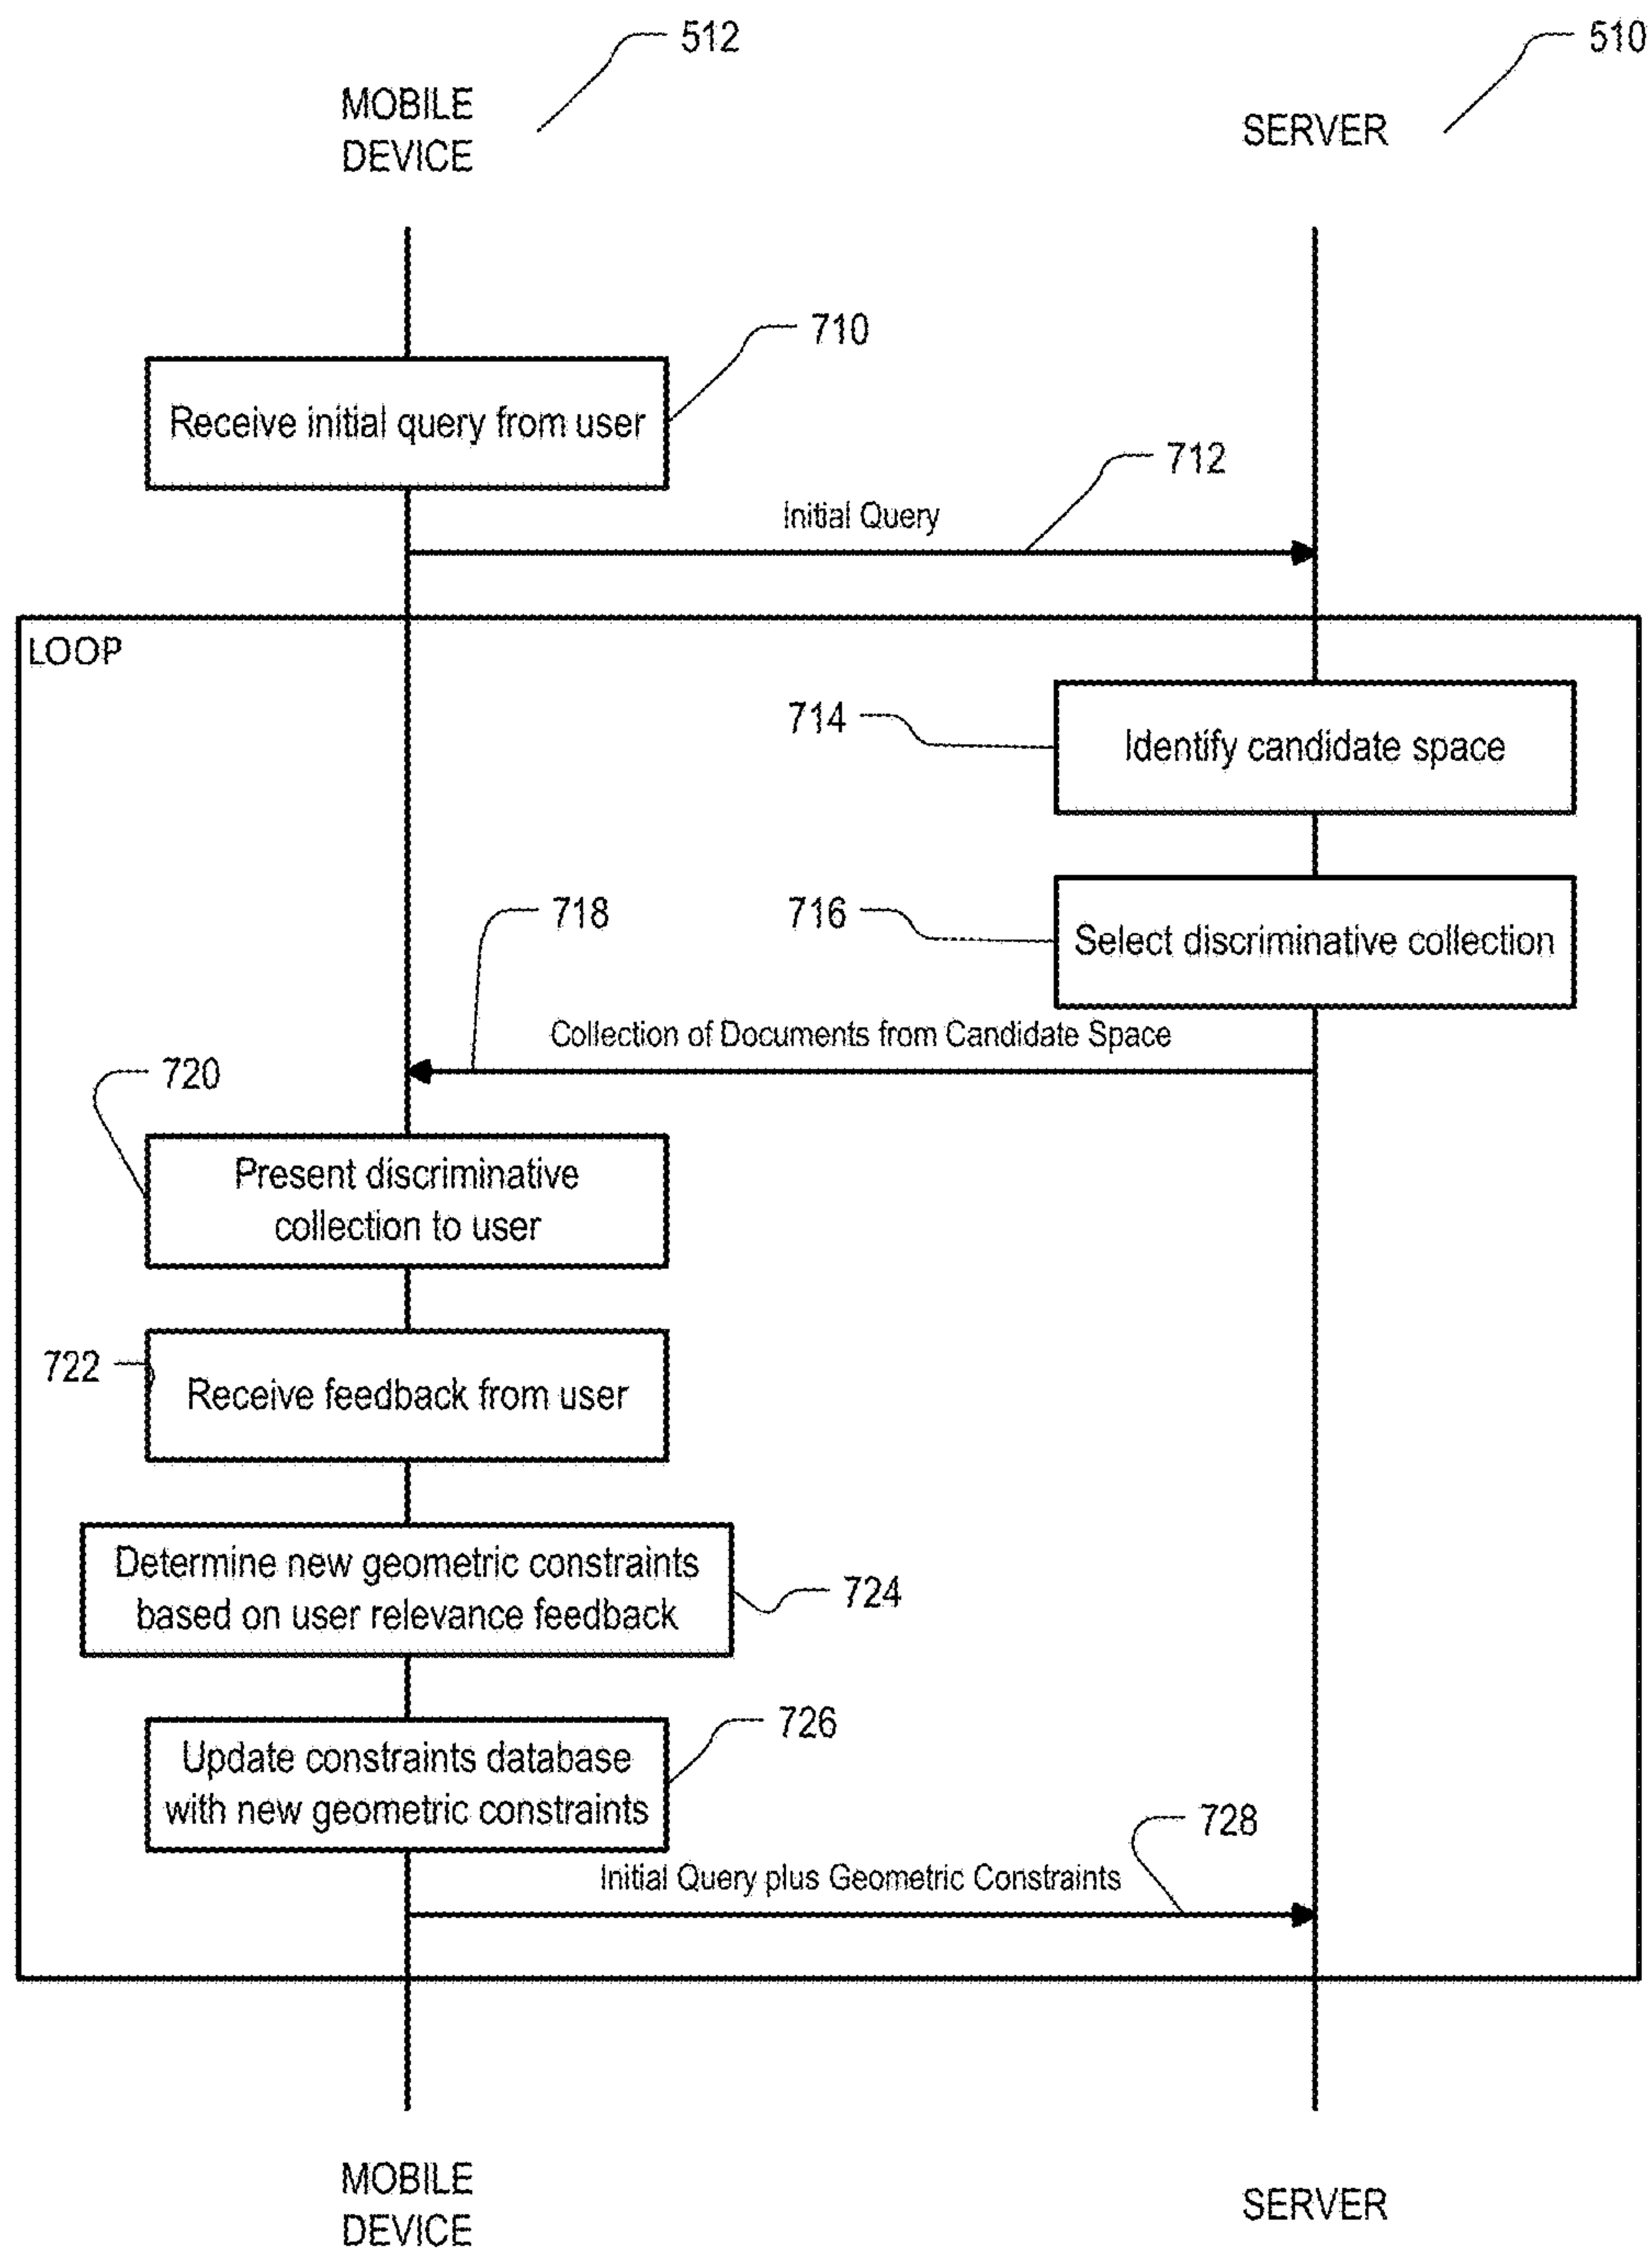 512
510
MOBILE
DEVICE
SERVER
710
Receive initial query from user
712
Initial Query
LOOP
714
Identify candidate space
718
716
Select discriminative collection
Collection of Documents from Candidate Space
720
Present discriminative
collection to user
722
Receive feedback from user
Determine new geometric constraints
based on user relevance feedback
724
726
Update constraints database
with new geometric constraints
728
Initial Query plus Geometric Constraints
MOBILE
DEVICE
SERVER